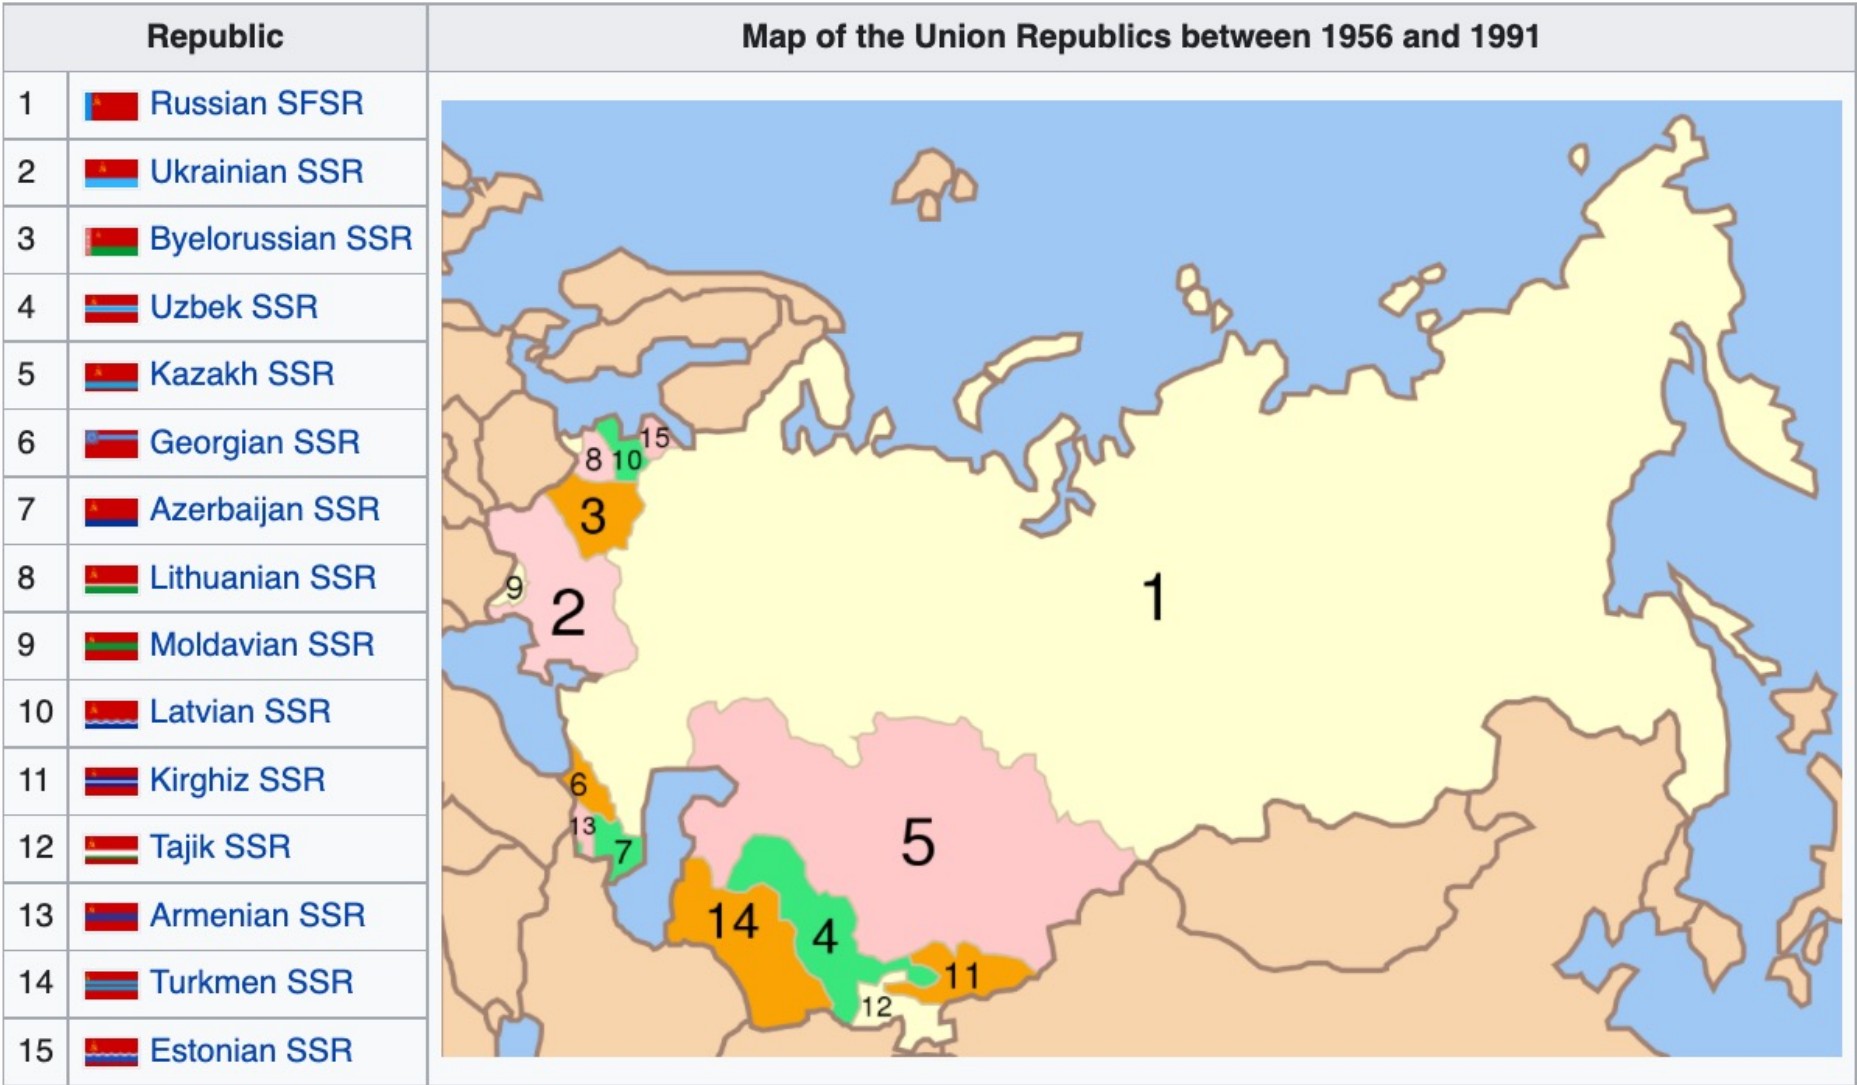 Republic
Map of the Union Republics between 1956 and 1991
1 Russian SFSR
2 Ukrainian SSR
3 Byelorussian SSR
4 Uzbek SSR
5 Kazakh SSR
6 Georgian SSR
7 Azerbaijan SSR
8 Lithuanian SSR
9 Moldavian SSR
10 Latvian SSR
11 Kirghiz SSR
12 Tajik SSR
13 Armenian SSR
14 Turkmen SSR
15 Estonian SSR
15
8 10
3
9
2
1
6
13
7
5
14
4
11
12